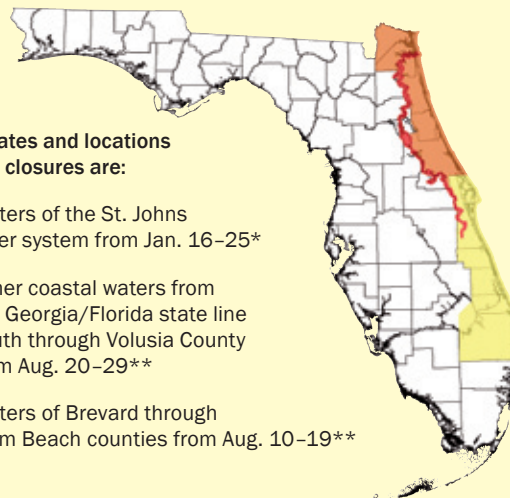 ates and locations
closures are:
ters of the St. Johns
er system from Jan. 16–25*
her coastal waters from
Georgia/Florida state line
uth through Volusia County
m Aug. 20–29**
ters of Brevard through
m Beach counties from Aug. 10–19**